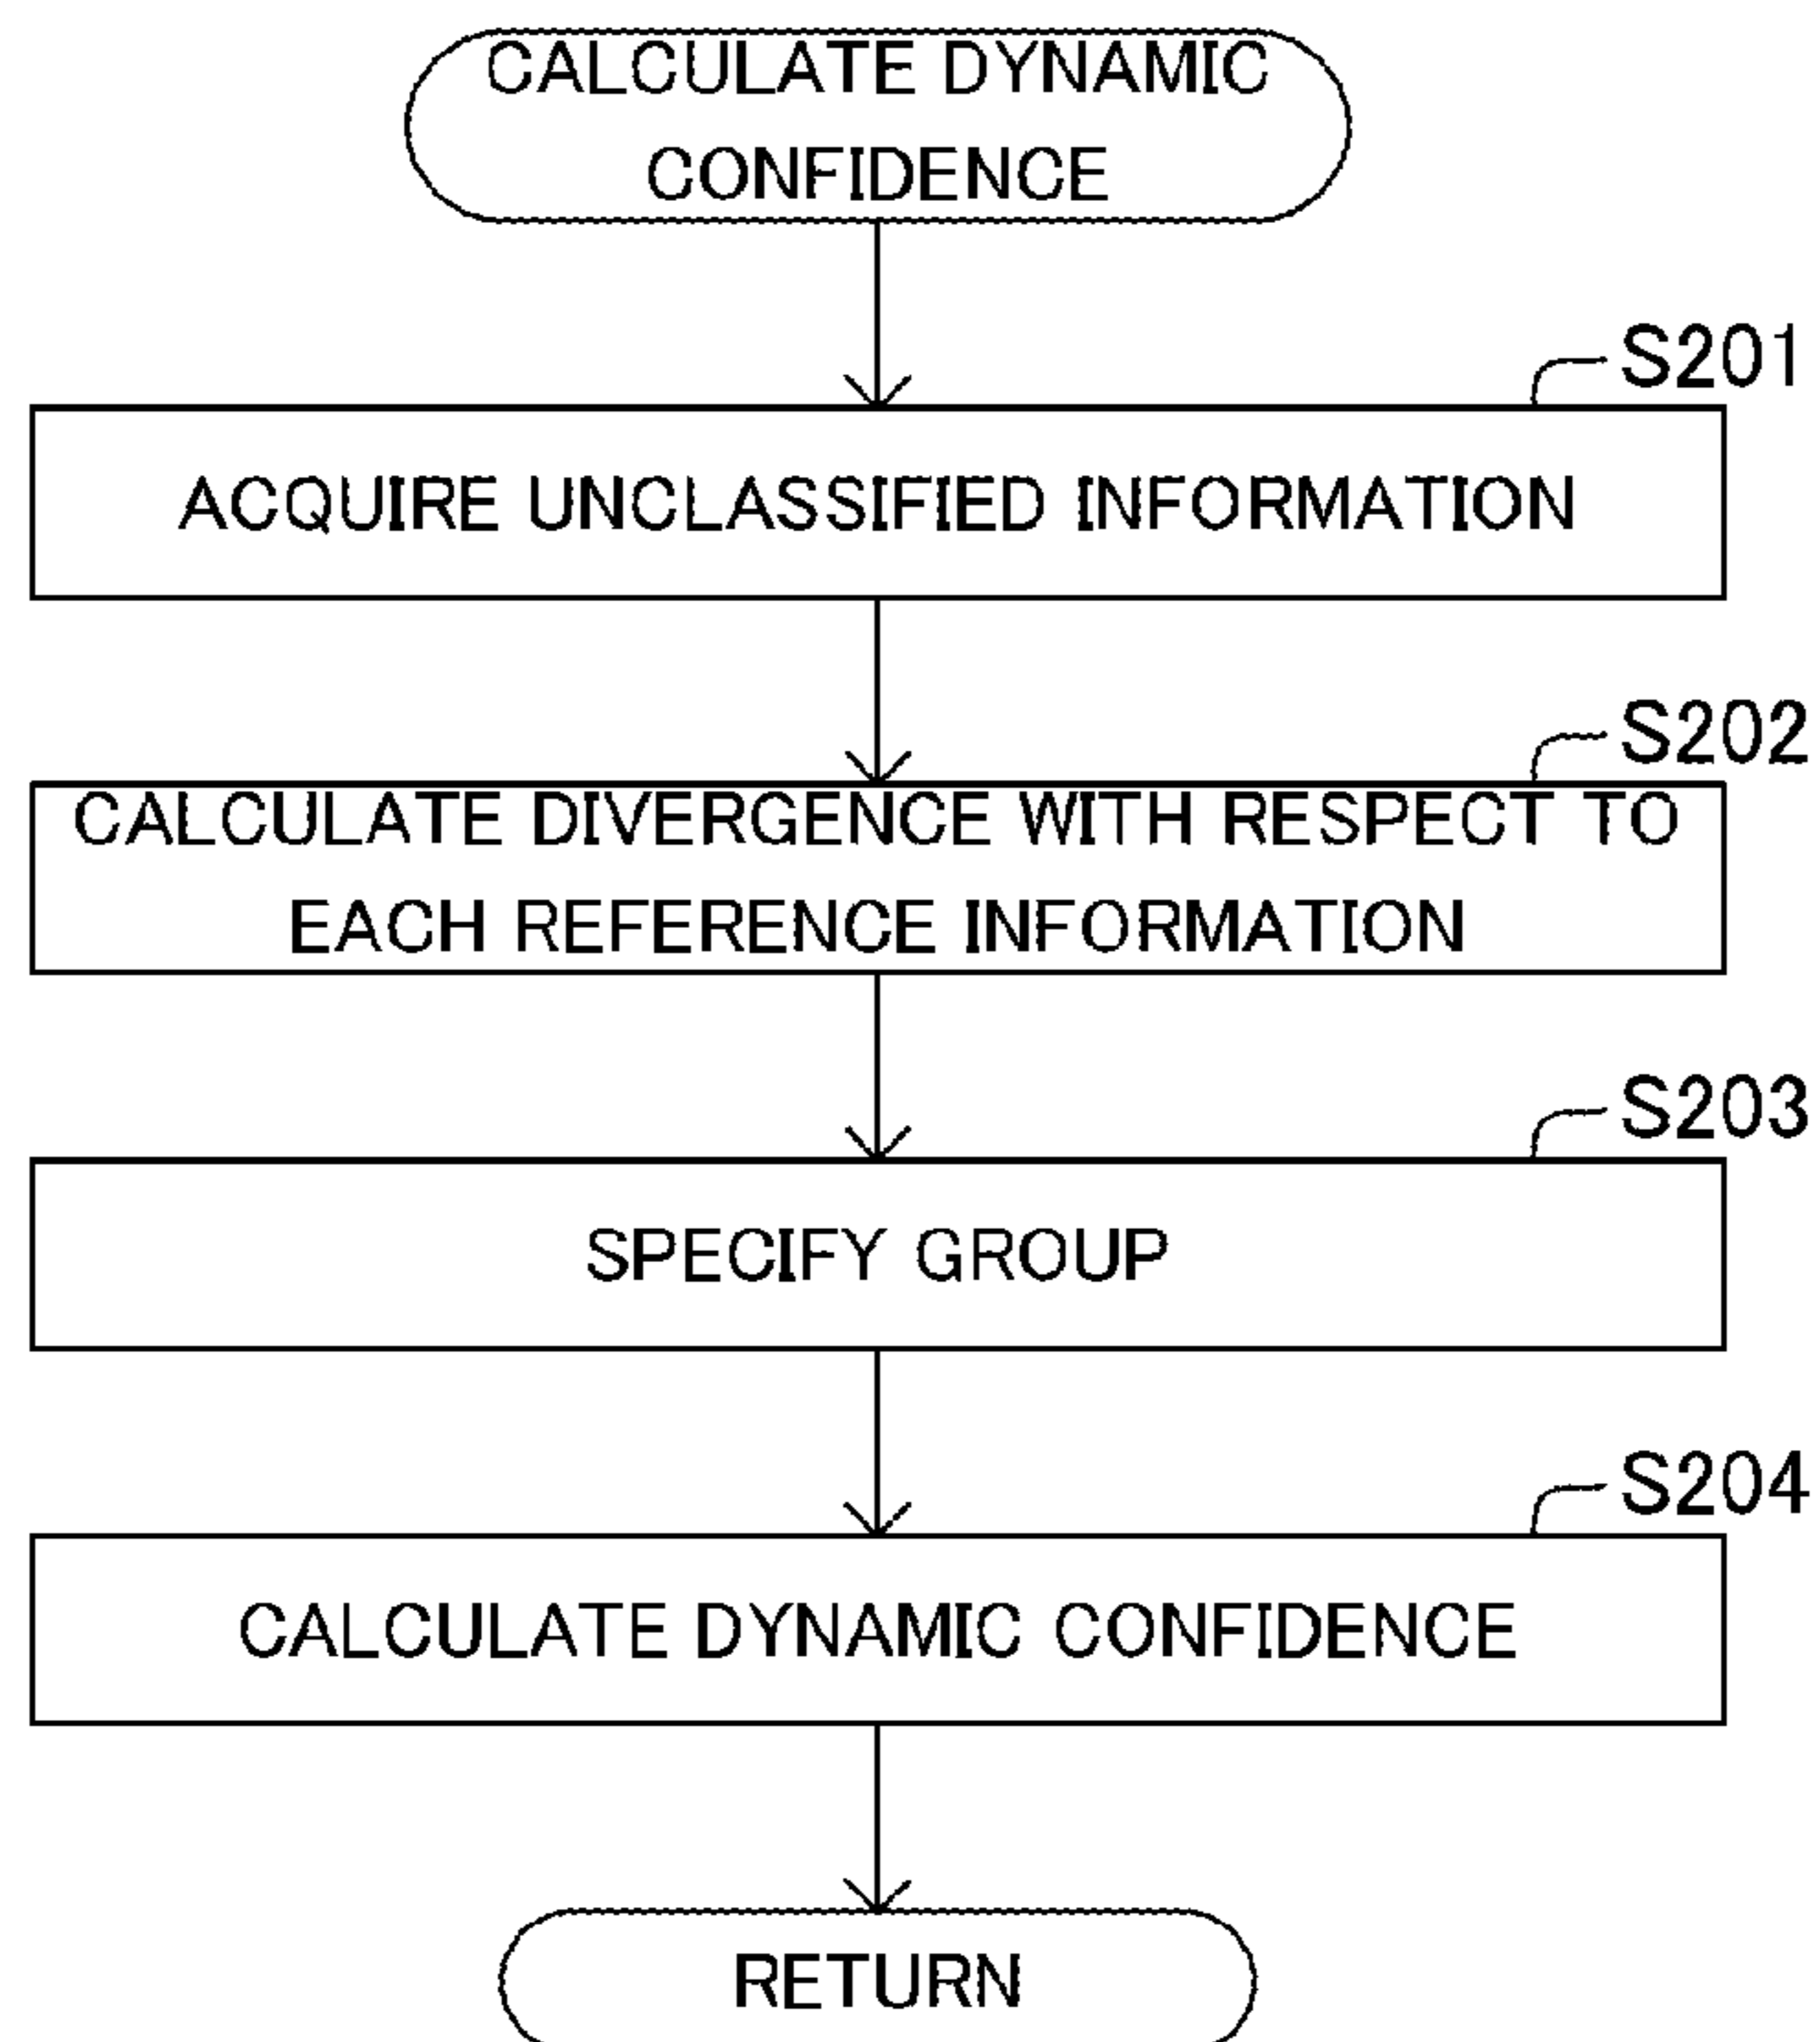 CALCULATE DYNAMIC
CONFIDENCE
S201
ACQUIRE UNCLASSIFIED INFORMATION
S202
CALCULATE DIVERGENCE WITH RESPECT TO
EACH REFERENCE INFORMATION
S203
SPECIFY GROUP
S204
CALCULATE DYNAMIC CONFIDENCE
RETURN